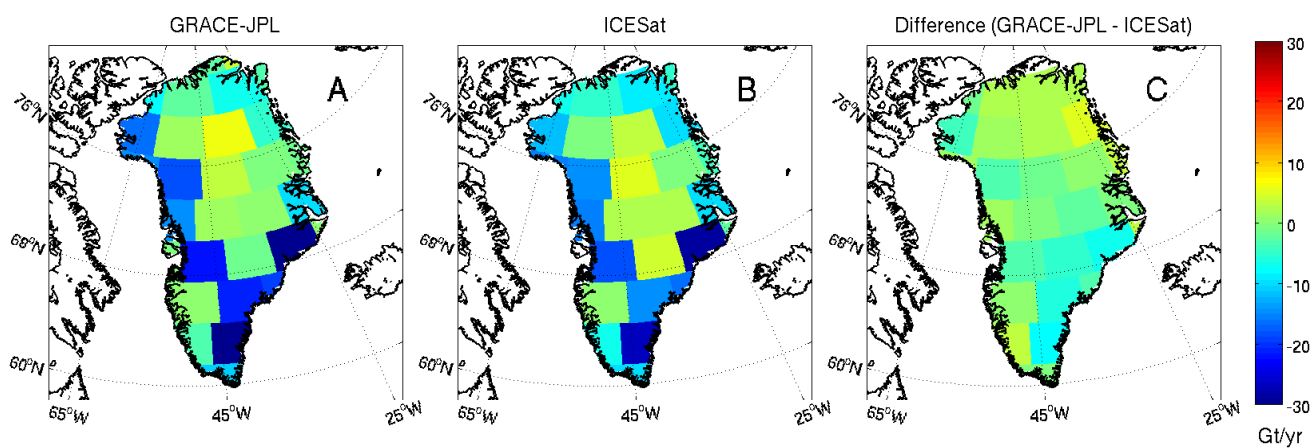 GRACE-JPL
ICESat
Difference (GRACE-JPL - ICESat)
A
B
C
76°N
68°N
60°N
65°W
45°W
25°W
76°N
68°N
60°N
65°W
45°W
25°W
76°N
68°N
60°N
65°W
45°W
25°W
30
20
10
0
-10
-20
-30
Gt/yr